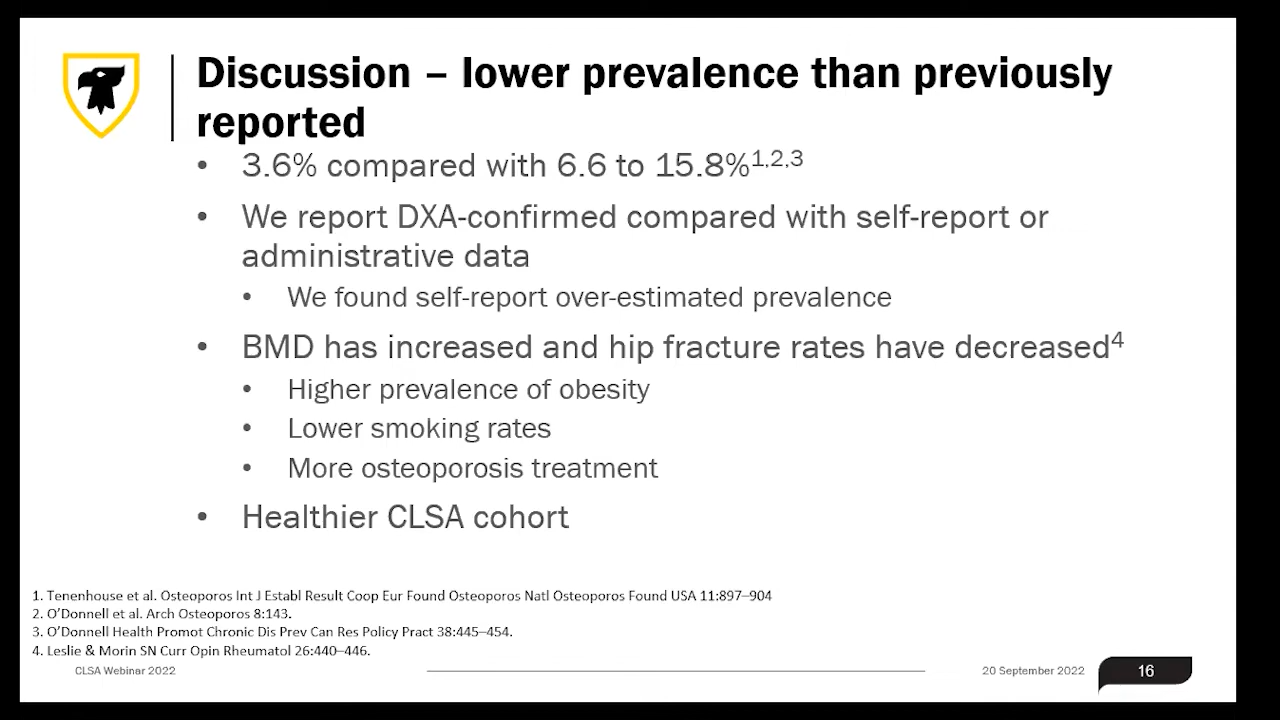 Discussion – lower prevalence than previously
reported
• 3.6% compared with 6.6 to 15.8%1,2,3
• We report DXA-confirmed compared with self-report or
administrative data
• We found self-report over-estimated prevalence
• BMD has increased and hip fracture rates have decreased4
• Higher prevalence of obesity
• Lower smoking rates
• More osteoporosis treatment
• Healthier CLSA cohort
1. Tenenhouse et al. Osteoporos Int J Establ Result Coop Eur Found Osteoporos Natl Osteoporos Found USA 11:897–904
2. O’Donnell et al. Arch Osteoporos 8:143.
3. O’Donnell Health Promot Chronic Dis Prev Can Res Policy Pract 38:445–454.
4. Leslie & Morin SN Curr Opin Rheumatol 26:440–446.
CLSA Webinar 2022
20 September 2022
16